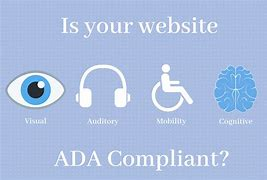 Is your website
Visual Auditory Mobility Cognitive
ADA Compliant?